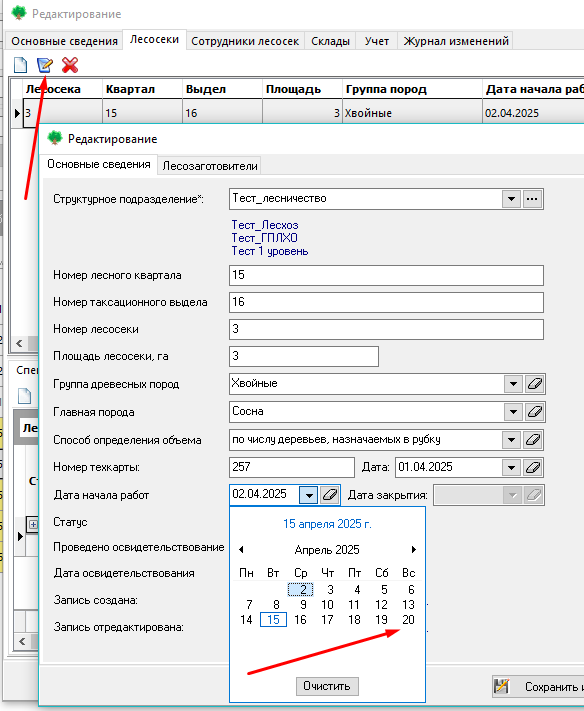 Редактирование
Основные сведения Лесосеки Сотрудники лесосек Склады Учет Журнал изменений
Лесосека Квартал Выдел Площадь Группа пород Дата начала раб
3 15 16 3 Хвойные 02.04.2025
Редактирование
Основные сведения Лесозаготовители
Структурное подразделение*: Тест_лесничество
Тест_Лесхоз
Тест_ГПЛХО
Тест 1 уровень
Номер лесного квартала 15
Номер таксационного выдела 16
Номер лесосеки 3
Площадь лесосеки, га 3
Группа древесных пород Хвойные
Главная порода Сосна
Способ определения объема по числу деревьев, назначаемых в рубку
Номер техкарты: 257 Дата: 01.04.2025
Дата начала работ 02.04.2025 Дата закрытия:
Статус
Проведено освидетельствование
Дата освидетельствования
Запись создана:
Запись отредактирована:
15 апреля 2025 г.
Апрель 2025
Пн Вт Ср Чт Пт Сб Вс
2 3 4 5 6
7 8 9 10 11 12 13
14 15 16 17 18 19 20
Очистить
Сохранить и
Спе
Ле
С